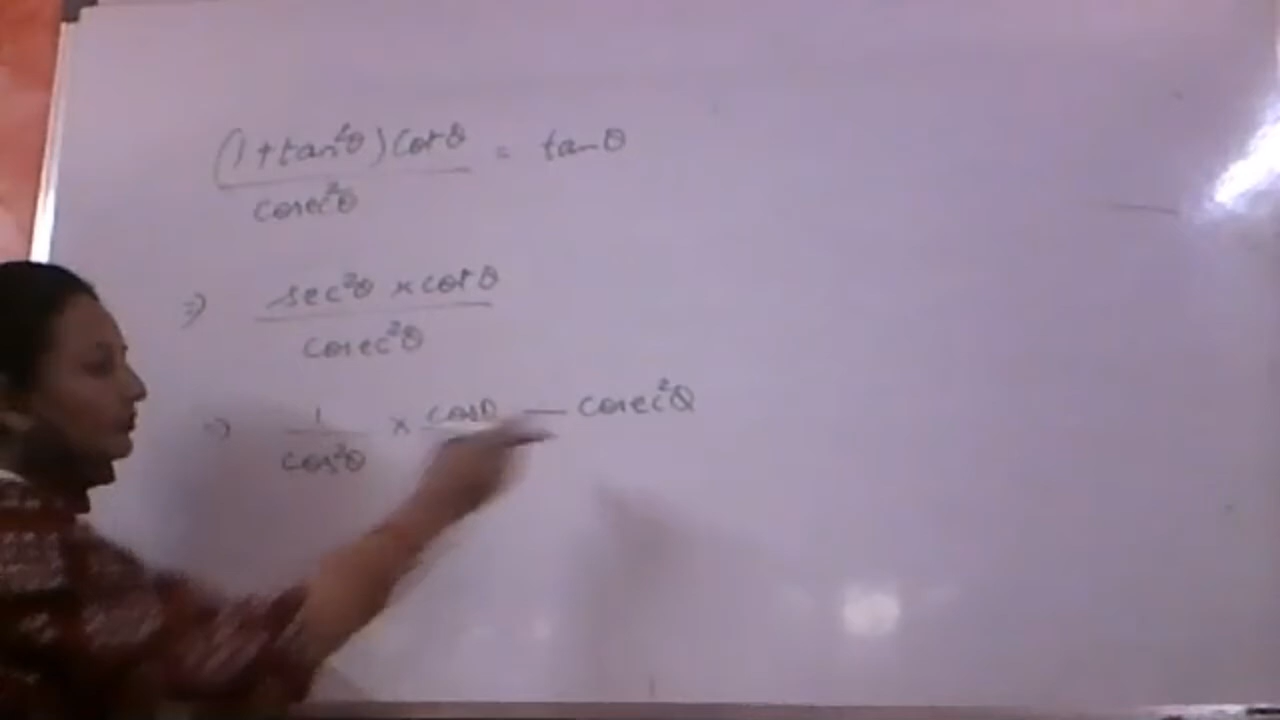 (1+tan²θ)cotθ = tanθ
cosec²θ
⇒ sec²θ × cotθ
cosec²θ
⇒ 1 × cosθ — cosec²θ
cos²θ